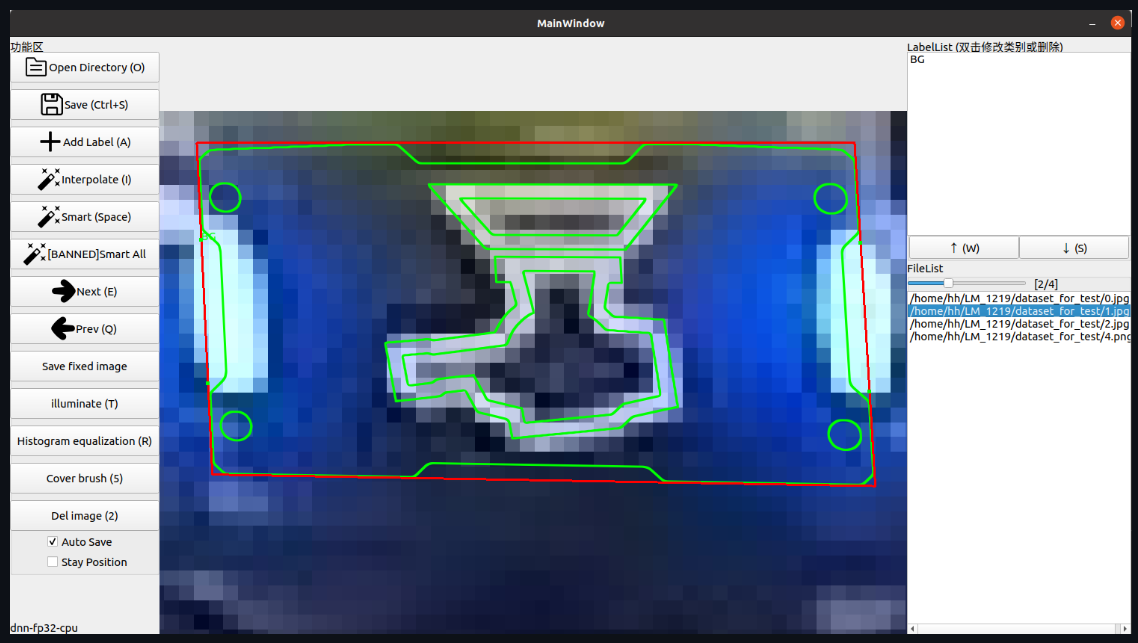 MainWindow
功能区
Open Directory (O)
Save (Ctrl+S)
Add Label (A)
Interpolate (I)
Smart (Space)
[BANNED]Smart All
Next (E)
Prev (Q)
Save fixed image
illuminate (T)
Histogram equalization (R)
Cover brush (5)
Del image (2)
Auto Save
Stay Position
dnn-fp32-cpu
BG
LabelList (双击修改类别或删除)
BG
↑ (W)
↓ (S)
FileList
[2/4]
/home/hh/LM_1219/dataset_for_test/0.jpg
/home/hh/LM_1219/dataset_for_test/1.jpg
/home/hh/LM_1219/dataset_for_test/2.jpg
/home/hh/LM_1219/dataset_for_test/4.png